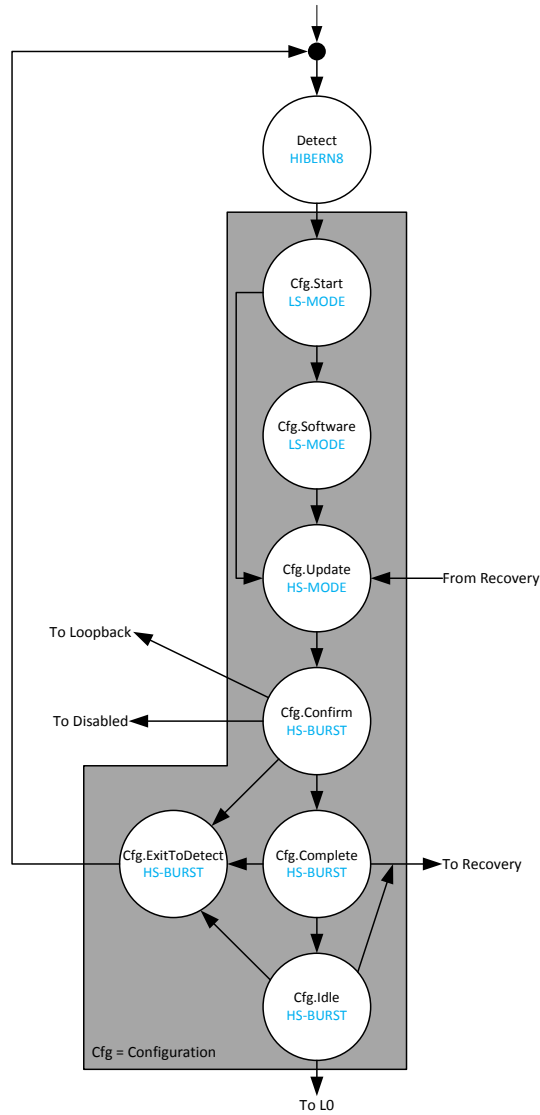 Detect
HIBERN8
Cfg.Start
LS-MODE
Cfg.Software
LS-MODE
Cfg.Update
HS-MODE
From Recovery
To Loopback
To Disabled
Cfg.Confirm
HS-BURST
Cfg.ExitToDetect
HS-BURST
Cfg.Complete
HS-BURST
To Recovery
Cfg.Idle
HS-BURST
Cfg = Configuration
To L0